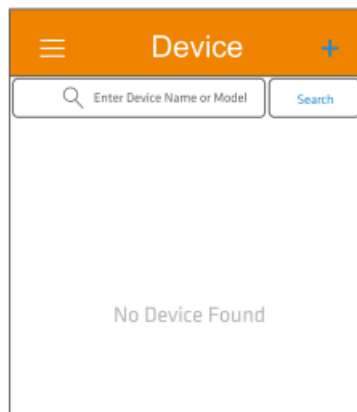 Device +
Enter Device Name or Model
Search
No Device Found